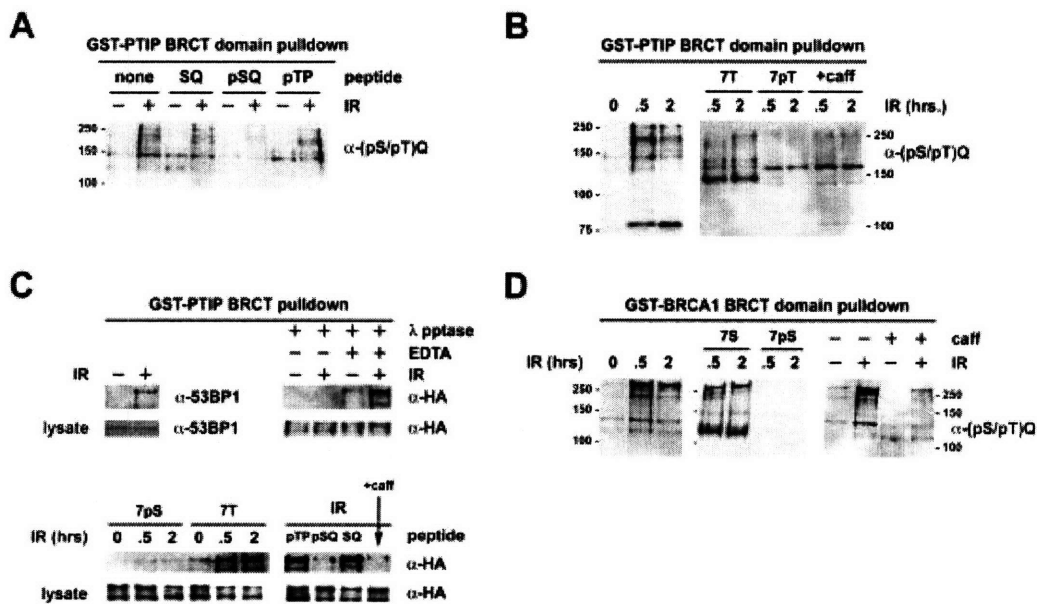 A
GST-PTIP BRCT domain pulldown
none SQ pSQ pTP peptide
– + – + – + – + IR
250 -
150 -
100 -
α-(pS/pT)Q
B
GST-PTIP BRCT domain pulldown
7T 7pT +caff
0 .5 2 .5 2 .5 2 .5 2 IR (hrs.)
250 -
150 -
100 -
75 -
- 250
α-(pS/pT)Q
- 150
- 100
C
GST-PTIP BRCT pulldown
+ + + + λ pptase
– – + + EDTA
IR – + – + – + IR
α-53BP1 α-HA
lysate α-53BP1 α-HA
+caff
7pS 7T IR
IR (hrs) 0 .5 2 0 .5 2 pTP pSQ SQ peptide
α-HA
lysate α-HA
D
GST-BRCA1 BRCT domain pulldown
7S 7pS – – + + caff
IR (hrs) 0 .5 2 .5 2 .5 2 – + – + IR
250 -
150 -
100 -
- 250
- 150
α-(pS/pT)Q
- 100